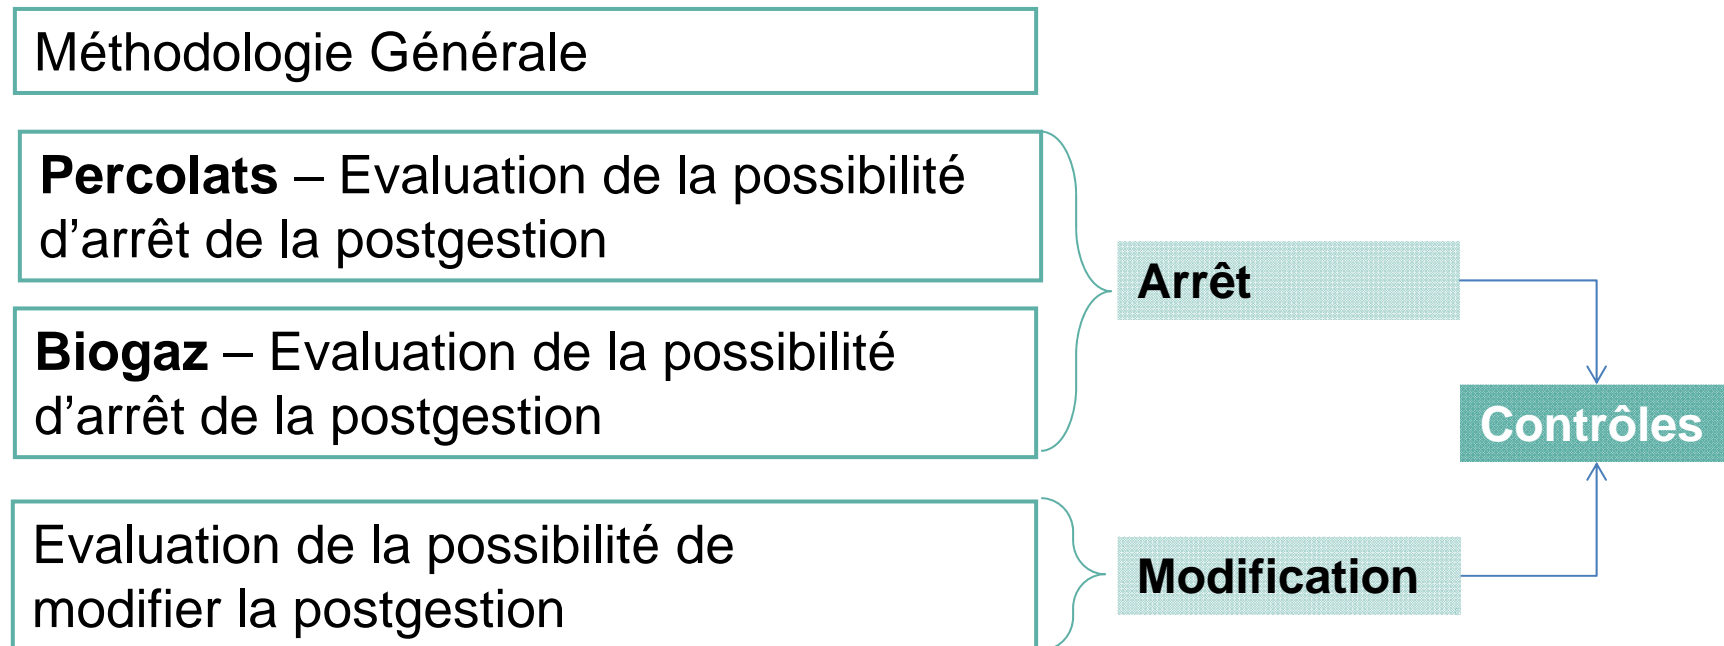 Méthodologie Générale
Percolats – Evaluation de la possibilité
d’arrêt de la postgestion
Biogaz – Evaluation de la possibilité
d’arrêt de la postgestion
Arrêt
Contrôles
Evaluation de la possibilité de
modifier la postgestion
Modification